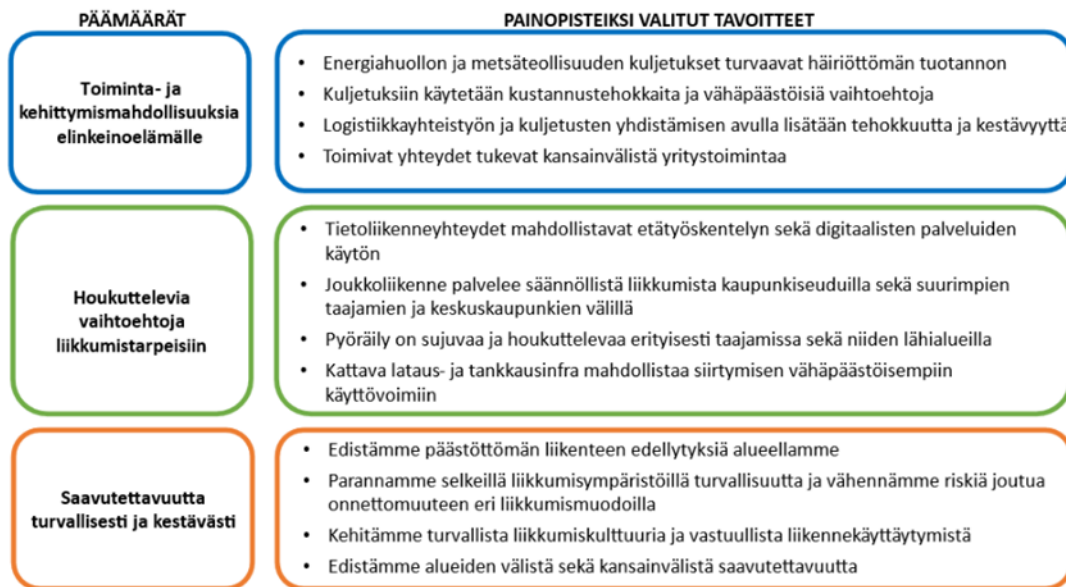 PÄÄMÄÄRÄT
PAINOPISTEIKSI VALITUT TAVOITTEET
Toiminta- ja
kehittymismahdollisuuksia
elinkeinoelämälle
• Energiahuollon ja metsäteollisuuden kuljetukset turvaavat häiriöttömän tuotannon
• Kuljetuksiin käytetään kustannustehokkaita ja vähäpäästöisiä vaihtoehtoja
• Logistiikkayhteistyön ja kuljetusten yhdistämisen avulla lisätään tehokkuutta ja kestävyyttä
• Toimivat yhteydet tukevat kansainvälistä yritystoimintaa
Houkuttelevia
vaihtoehtoja
liikkumistarpeisiin
• Tietoliikenneyhteydet mahdollistavat etätyöskentelyn sekä digitaalisten palveluiden
käytön
• Joukkoliikenne palvelee säännöllistä liikkumista kaupunkiseuduilla sekä suurimpien
taajamien ja keskuskaupunkien välillä
• Pyöräily on sujuvaa ja houkuttelevaa erityisesti taajamissa sekä niiden lähialueilla
• Kattava lataus- ja tankkausinfra mahdollistaa siirtymisen vähäpäästöisempiin
käyttövoimiin
Saavutettavuutta
turvallisesti ja kestävästi
• Edistämme päästöttömän liikenteen edellytyksiä alueellamme
• Parannamme selkeillä liikkumisympäristöillä turvallisuutta ja vähennämme riskiä joutua
onnettomuuteen eri liikkumismuodoilla
• Kehitämme turvallista liikkumiskulttuuria ja vastuullista liikennekäyttäytymistä
• Edistämme alueiden välistä sekä kansainvälistä saavutettavuutta